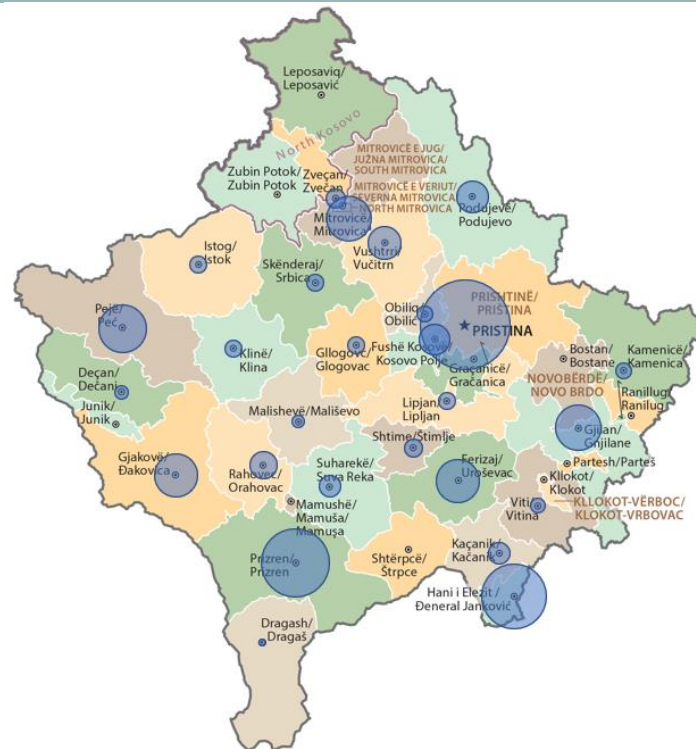 Leposaviq/
Leposavić
North Kosovo
MITROVICË E JUG/
JUŽNA MITROVICA/
SOUTH MITROVICA
Zubin Potok/
Zubin Potok
Zveçan/
Zvečan
MITROVICË E VERIUT/
SEVERNA MITROVICA/
NORTH MITROVICA
Mitrovicë/
Mitrovica
Podujevë/
Podujevo
Vushtrri/
Vučitrn
Istog/
Istok
Skënderaj/
Srbica
Pejë/
Peč
Obiliq/
Obilic
PRISHTINË/
PRIŠTINA
PRISTINA
Klinë/
Klina
Gllogovc/
Glogovac
Fushë Kosovë/
Kosovo Polje
Graçanicë/
Gračanica
Bostan/
Bostane
Kamenicë/
Kamenica
Deçan/
Dečani
NOVOBËRDË/
NOVO BRDO
Ranillug/
Ranilug
Junik/
Junik
Malishevë/Mališevo
Lipjan/
Lipljan
Gjilan/
Gnjilane
Shtime/Štimlje
Gjakovë/
Đakovica
Rahovec/
Orahovac
Suharekë/
Suva Reka
Ferizaj/
Uroševac
Partesh/Parteš
Kllokot/
Klokot
Mamushë/
Mamuša/
Mamuşa
Viti/
Vitina
KLLOKOT-VËRBOC/
KLOKOT-VRBOVAC
Prizren/
Prizren
Shtërpcë/
Štrpce
Kaçanik/
Kačanik
Hani i Elezit /
Đeneral Janković
Dragash/
Dragaš